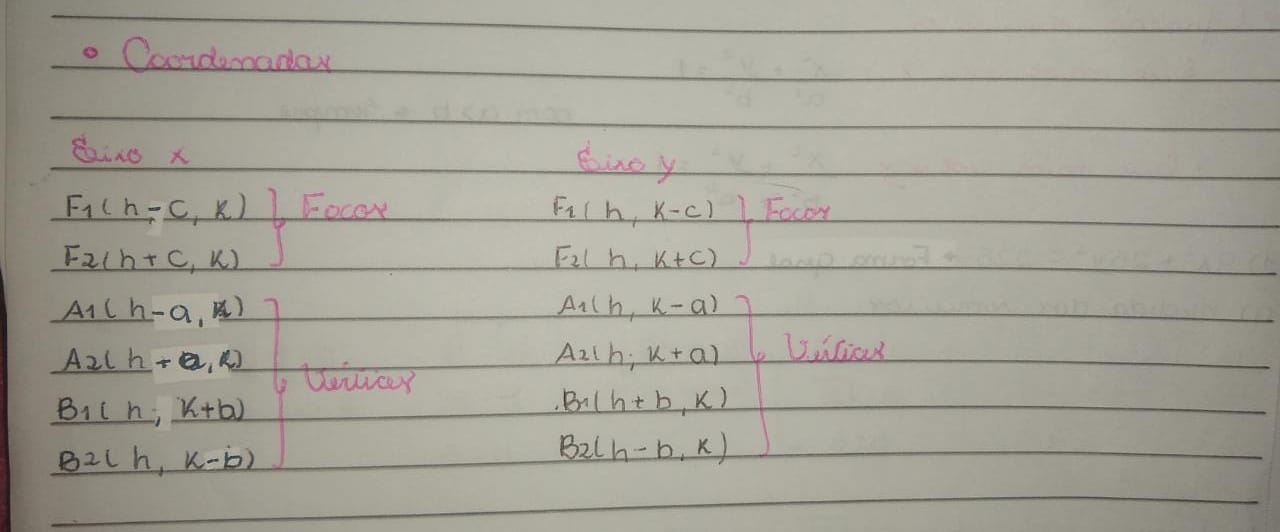 • Coordenadas
Eixo x
Eixo y
F1(h-c, K) Focos
F2(h+c, K)
F1(h, K-c) Focos
F2(h, K+c)
A1(h-a, K)
A2(h+a, K)
B1(h, K+b)
B2(h, K-b)
Vértices
A1(h, K-a)
A2(h, K+a)
B1(h+b, K)
B2(h-b, K)
Vértices